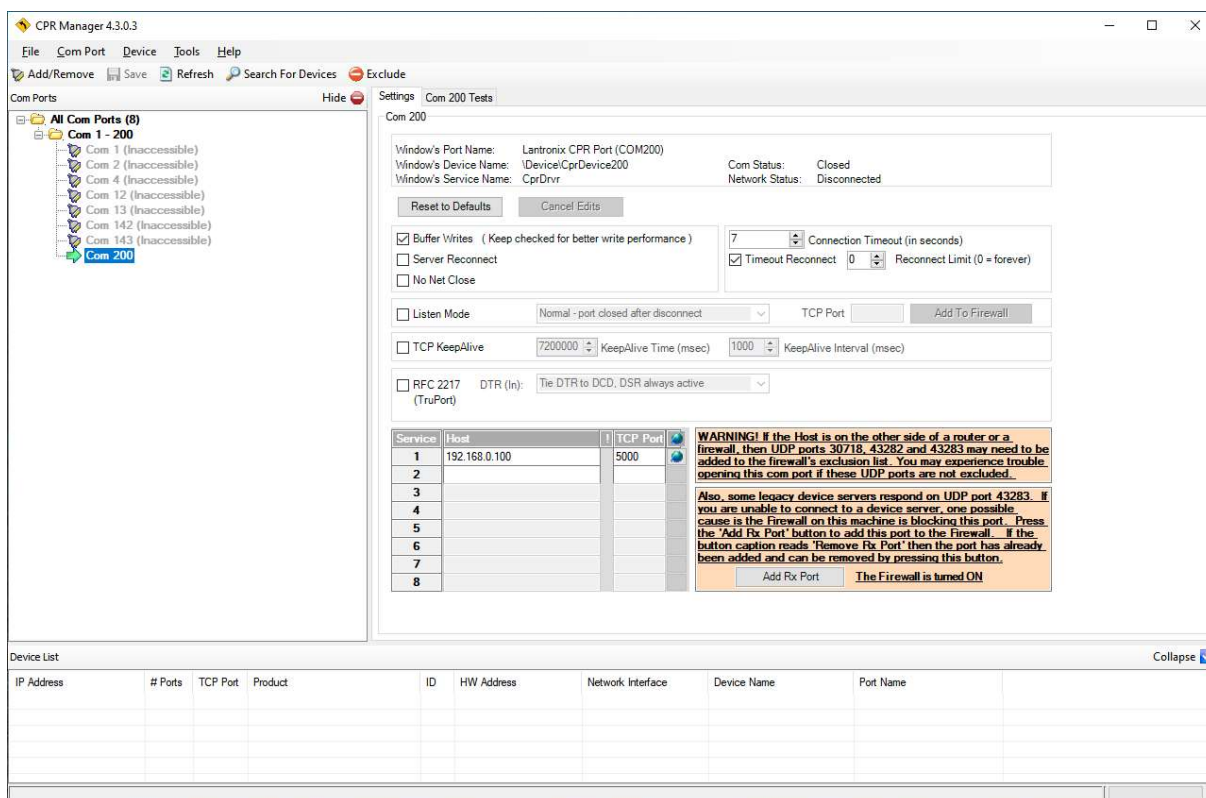 CPR Manager 4.3.0.3
File Com Port Device Tools Help
Add/Remove Save Refresh Search For Devices Exclude
Com Ports Hide
All Com Ports (8)
Com 1 - 200
Com 1 (Inaccessible)
Com 2 (Inaccessible)
Com 4 (Inaccessible)
Com 12 (Inaccessible)
Com 13 (Inaccessible)
Com 142 (Inaccessible)
Com 143 (Inaccessible)
Com 200
Settings Com 200 Tests
Com 200
Window's Port Name: Lantronix CPR Port (COM200)
Window's Device Name: \Device\CprDevice200 Com Status: Closed
Window's Service Name: CprDrvr Network Status: Disconnected
Reset to Defaults Cancel Edits
Buffer Writes ( Keep checked for better write performance )
Server Reconnect
No Net Close
7 Connection Timeout (in seconds)
Timeout Reconnect 0 Reconnect Limit (0 = forever)
Listen Mode Normal - port closed after disconnect TCP Port Add To Firewall
TCP KeepAlive 7200000 KeepAlive Time (msec) 1000 KeepAlive Interval (msec)
RFC 2217 DTR (In): Tie DTR to DCD, DSR always active
(TruPort)
Service Host ! TCP Port
1 192.168.0.100 5000
2
3
4
5
6
7
8
WARNING! If the Host is on the other side of a router or a
firewall, then UDP ports 30718, 43282 and 43283 may need to be
added to the firewall's exclusion list. You may experience trouble
opening this com port if these UDP ports are not excluded.
Also, some legacy device servers respond on UDP port 43283. If
you are unable to connect to a device server, one possible
cause is the Firewall on this machine is blocking this port. Press
the 'Add Rx Port' button to add this port to the Firewall. If the
button caption reads 'Remove Rx Port' then the port has already
been added and can be removed by pressing this button.
Add Rx Port The Firewall is turned ON
Device List Collapse
IP Address # Ports TCP Port Product ID HW Address Network Interface Device Name Port Name